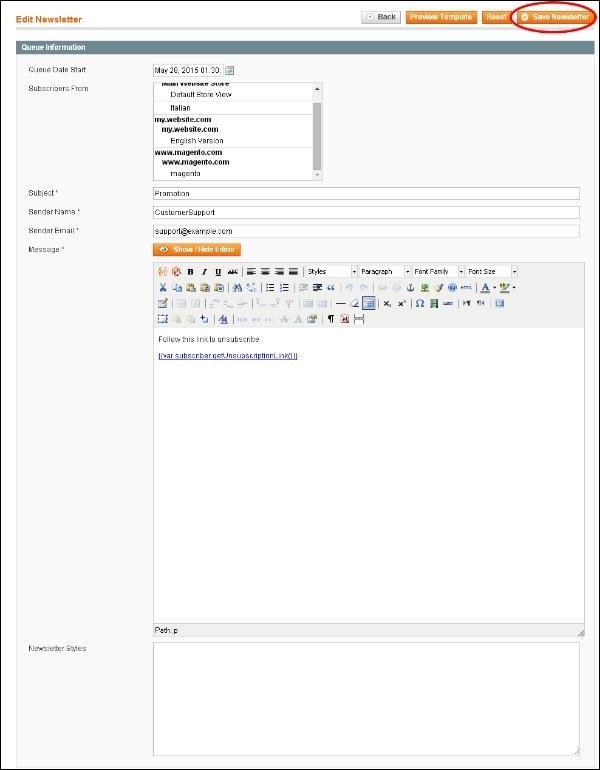 Edit Newsletter
Back
Preview Template
Reset
Save Newsletter
Queue Information
Queue Date Start
May 28, 2015 01:30:
Subscribers From
Main Website Store
Default Store View
Italian
my.website.com
my.website.com
English Version
www.magento.com
www.magento.com
magento
Subject *
Promotion
Sender Name *
CustomerSupport
Sender Email *
support@example.com
Message *
Show / Hide Editor
B I U ABC
Styles
Paragraph
Font Family
Font Size
HTML
Follow this link to unsubscribe
{{var subscriber.getUnsubscriptionLink()}}
Path: p
Newsletter Styles